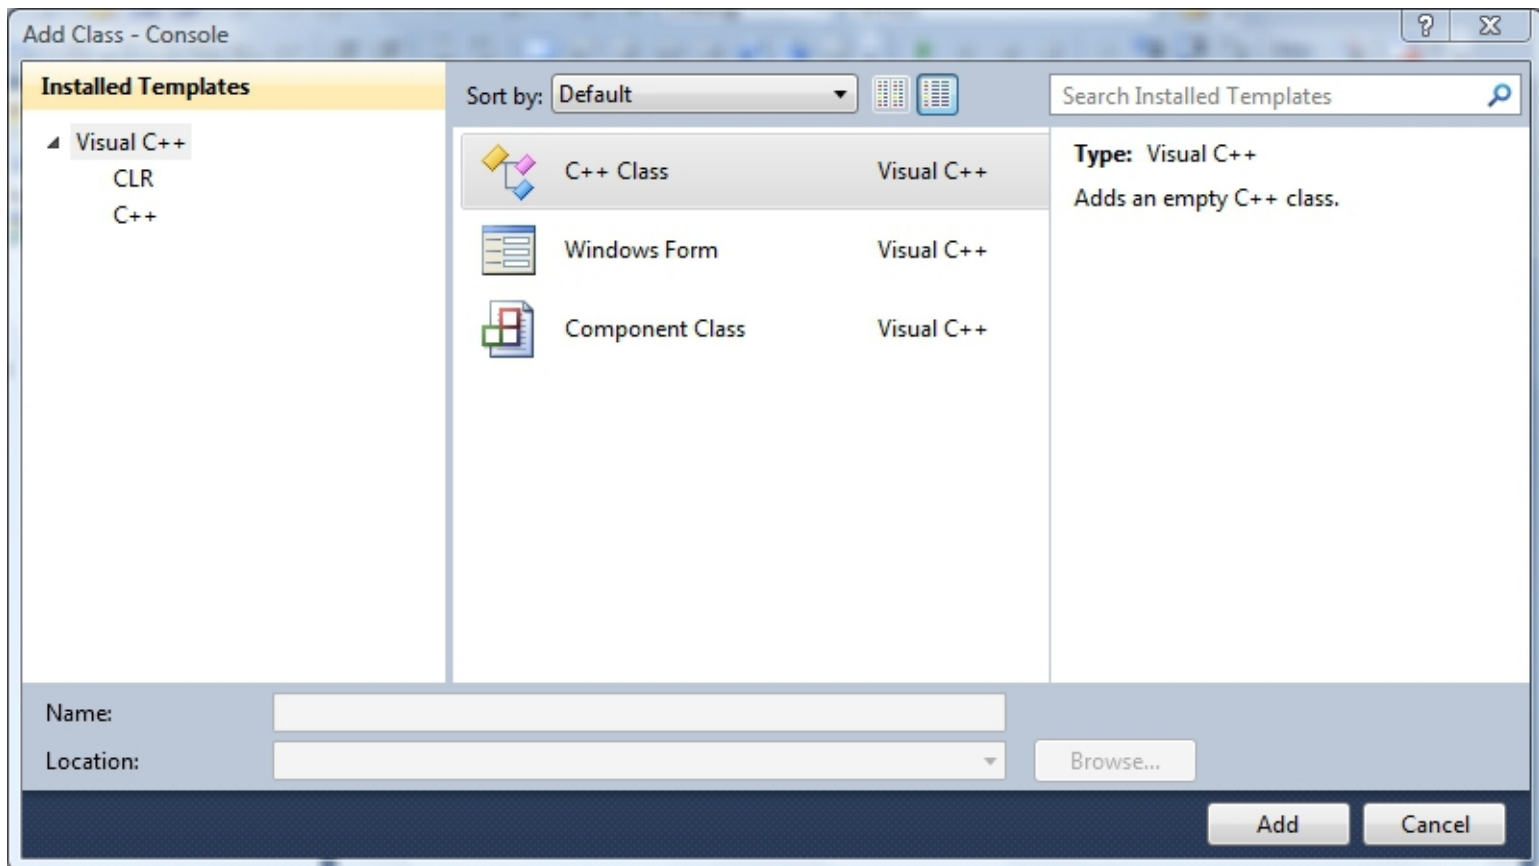 Add Class - Console
Installed Templates
Visual C++
CLR
C++
Sort by: Default
Search Installed Templates
C++ Class Visual C++
Windows Form Visual C++
Component Class Visual C++
Type: Visual C++
Adds an empty C++ class.
Name:
Location:
Browse...
Add Cancel